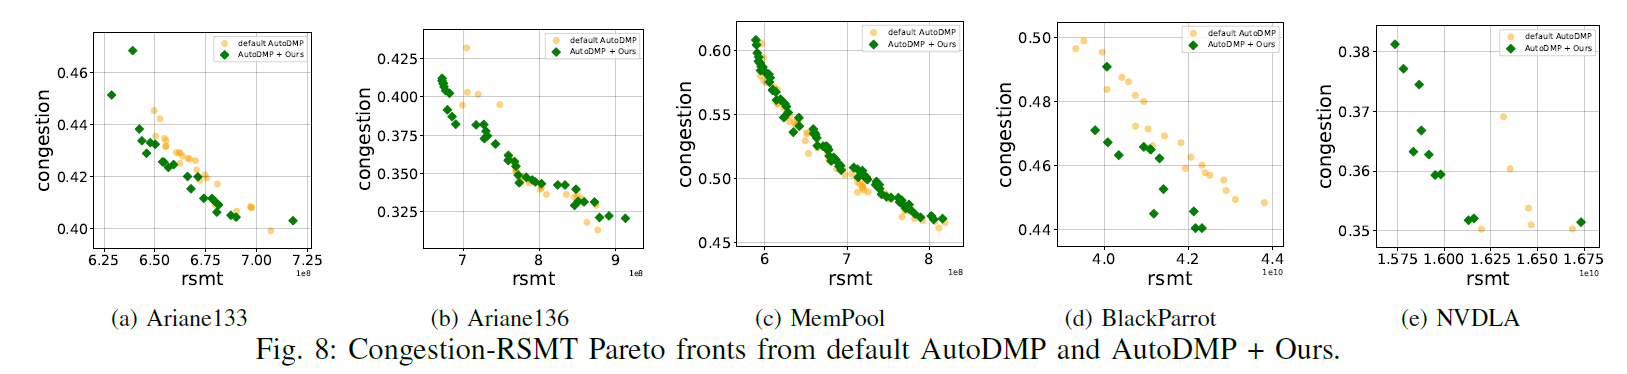 default AutoDMP
AutoDMP + Ours
congestion
0.46
0.44
0.42
0.40
6.25 6.50 6.75 7.00 7.25
rsmt
1e8
(a) Ariane133
default AutoDMP
AutoDMP + Ours
congestion
0.425
0.400
0.375
0.350
0.325
7 8 9
rsmt
1e8
(b) Ariane136
default AutoDMP
AutoDMP + Ours
congestion
0.60
0.55
0.50
0.45
6 7 8
rsmt
1e8
(c) MemPool
default AutoDMP
AutoDMP + Ours
congestion
0.50
0.48
0.46
0.44
4.0 4.2 4.4
rsmt
1e10
(d) BlackParrot
default AutoDMP
AutoDMP + Ours
congestion
0.38
0.37
0.36
0.35
1.575 1.600 1.625 1.650 1.675
rsmt
1e10
(e) NVDLA
Fig. 8: Congestion-RSMT Pareto fronts from default AutoDMP and AutoDMP + Ours.